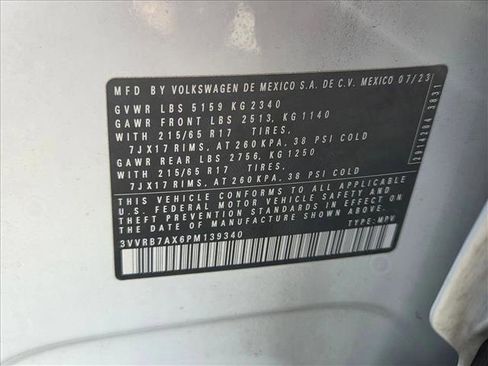 MFD BY VOLKSWAGEN DE MEXICO S.A. DE C.V. MEXICO 07/23
GVWR LBS 5159 KG 2340
GAWR FRONT LBS 2513, KG 1140
WITH 215/65 R17 TIRES,
7JX17 RIMS, AT 260 KPA, 38 PSI COLD
GAWR REAR LBS 2756, KG 1250
WITH 215/65 R17 TIRES,
7JX17 RIMS, AT 260 KPA, 38 PSI COLD
THIS VEHICLE CONFORMS TO ALL APPLICABLE
U.S. FEDERAL MOTOR VEHICLE SAFETY AND
THEFT PREVENTION STANDARDS IN EFFECT ON
THE DATE OF MANUFACTURE SHOWN ABOVE.
3VVRB7AX6PM139340 TYPE: MPV
2814284 3831